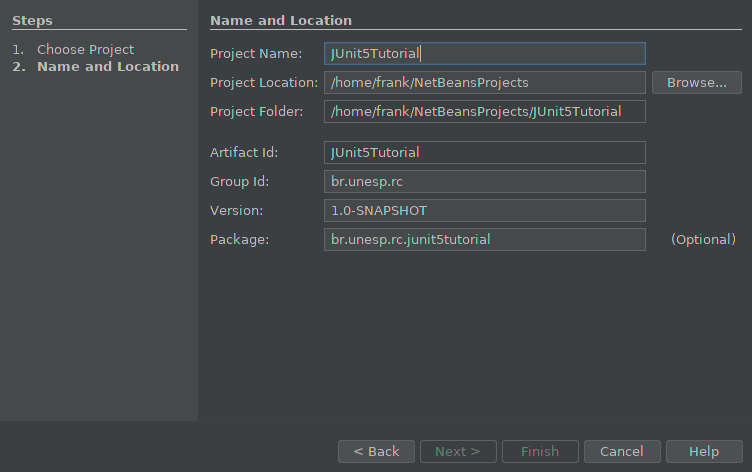 Steps
1. Choose Project
2. Name and Location
Name and Location
Project Name: JUnit5Tutorial
Project Location: /home/frank/NetBeansProjects Browse...
Project Folder: /home/frank/NetBeansProjects/JUnit5Tutorial
Artifact Id: JUnit5Tutorial
Group Id: br.unesp.rc
Version: 1.0-SNAPSHOT
Package: br.unesp.rc.junit5tutorial (Optional)
< Back Next > Finish Cancel Help